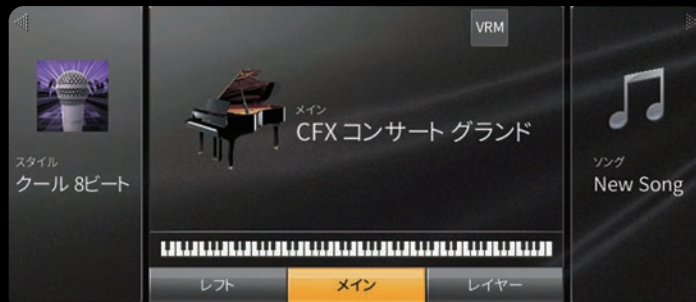 VRM
スタイル
クール 8ビート
メイン
CFX コンサート グランド
ソング
New Song
レフト
メイン
レイヤー